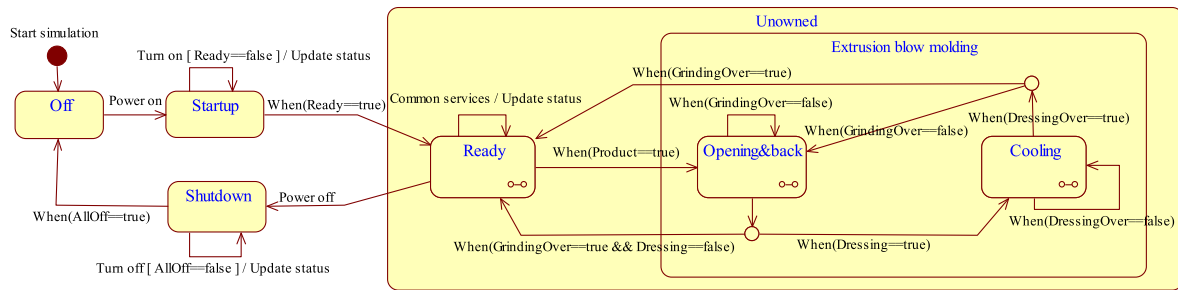 Unowned
Start simulation
Extrusion blow molding
Turn on [ Ready==false ] / Update status
When(GrindingOver==true)
Off
Power on
Startup
When(Ready==true)
Common services / Update status
When(GrindingOver==false)
When(DressingOver==true)
When(GrindingOver==false)
Ready
When(Product==true)
Opening&back
Cooling
Shutdown
Power off
When(AllOff==true)
When(DressingOver==false)
When(GrindingOver==true && Dressing==false)
When(Dressing==true)
Turn off [ AllOff==false ] / Update status